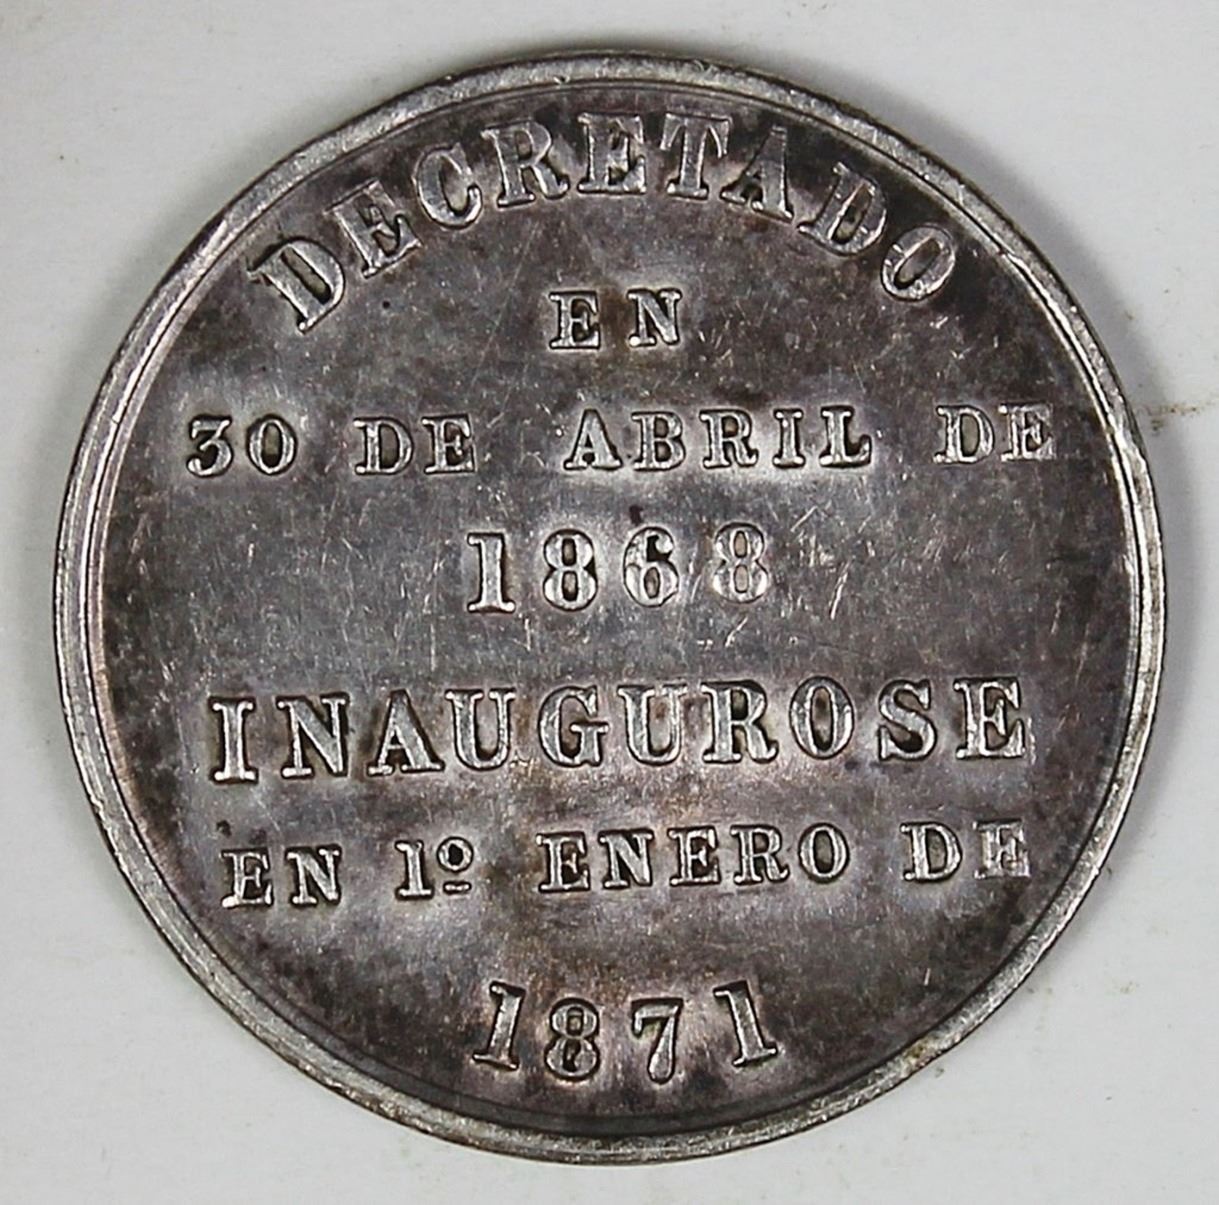 DECRETADO
EN
30 DE ABRIL DE
1868
INAUGUROSE
EN 1º ENERO DE
1871